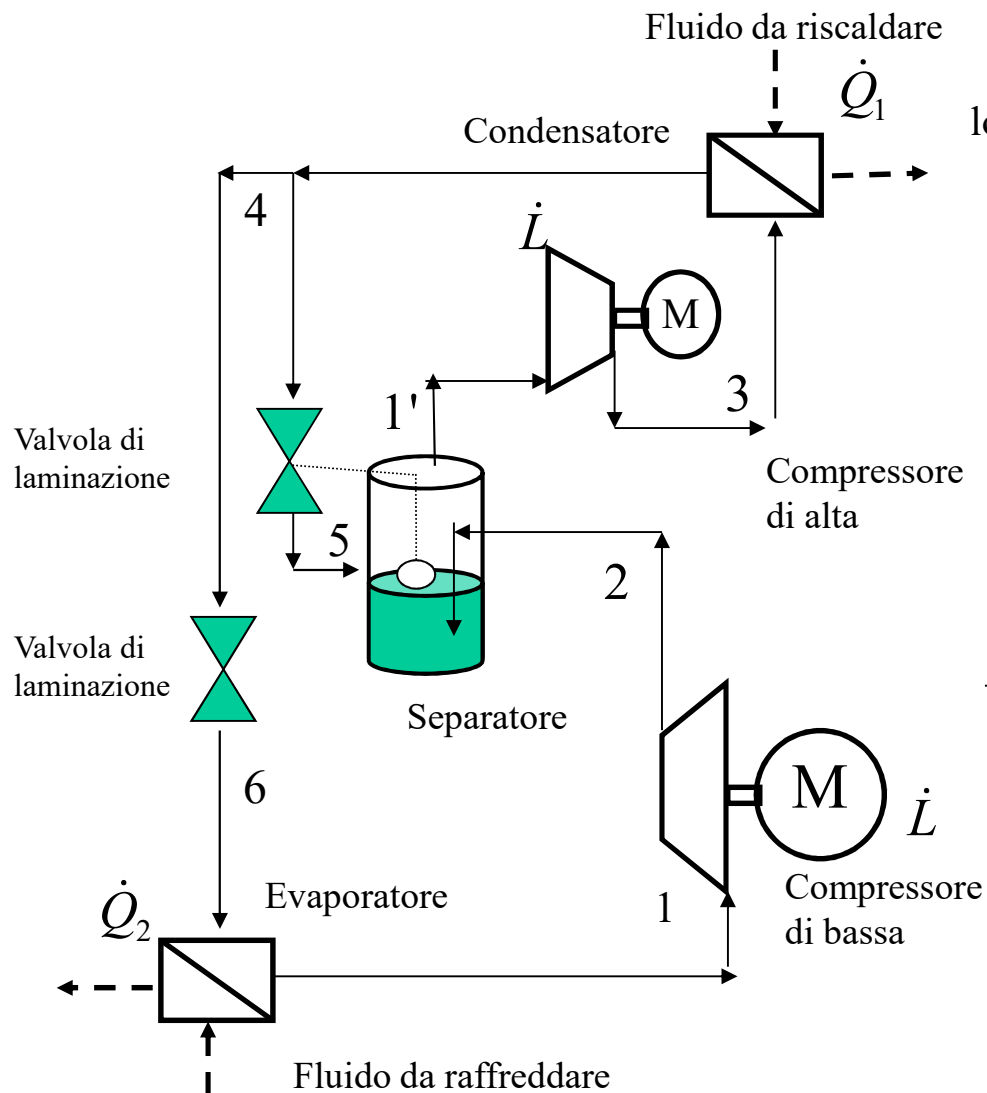 Fluido da riscaldare
Q̇₁
Condensatore
4
L̇
M
1'
3
Valvola di
laminazione
Compressore
di alta
5
2
Valvola di
laminazione
Separatore
6
M
L̇
Evaporatore
1
Compressore
di bassa
Q̇₂
Fluido da raffreddare